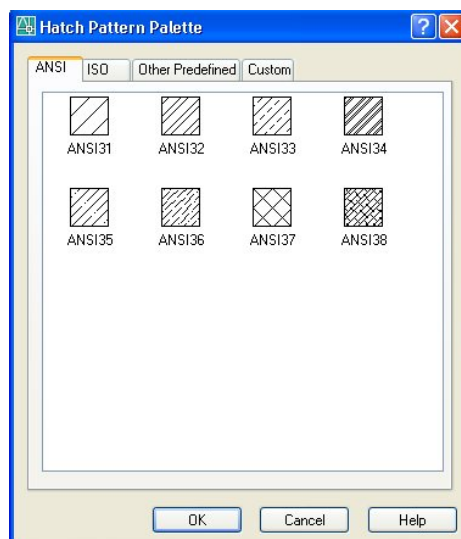 Hatch Pattern Palette
ANSI ISO Other Predefined Custom
ANSI31 ANSI32 ANSI33 ANSI34
ANSI35 ANSI36 ANSI37 ANSI38
OK Cancel Help